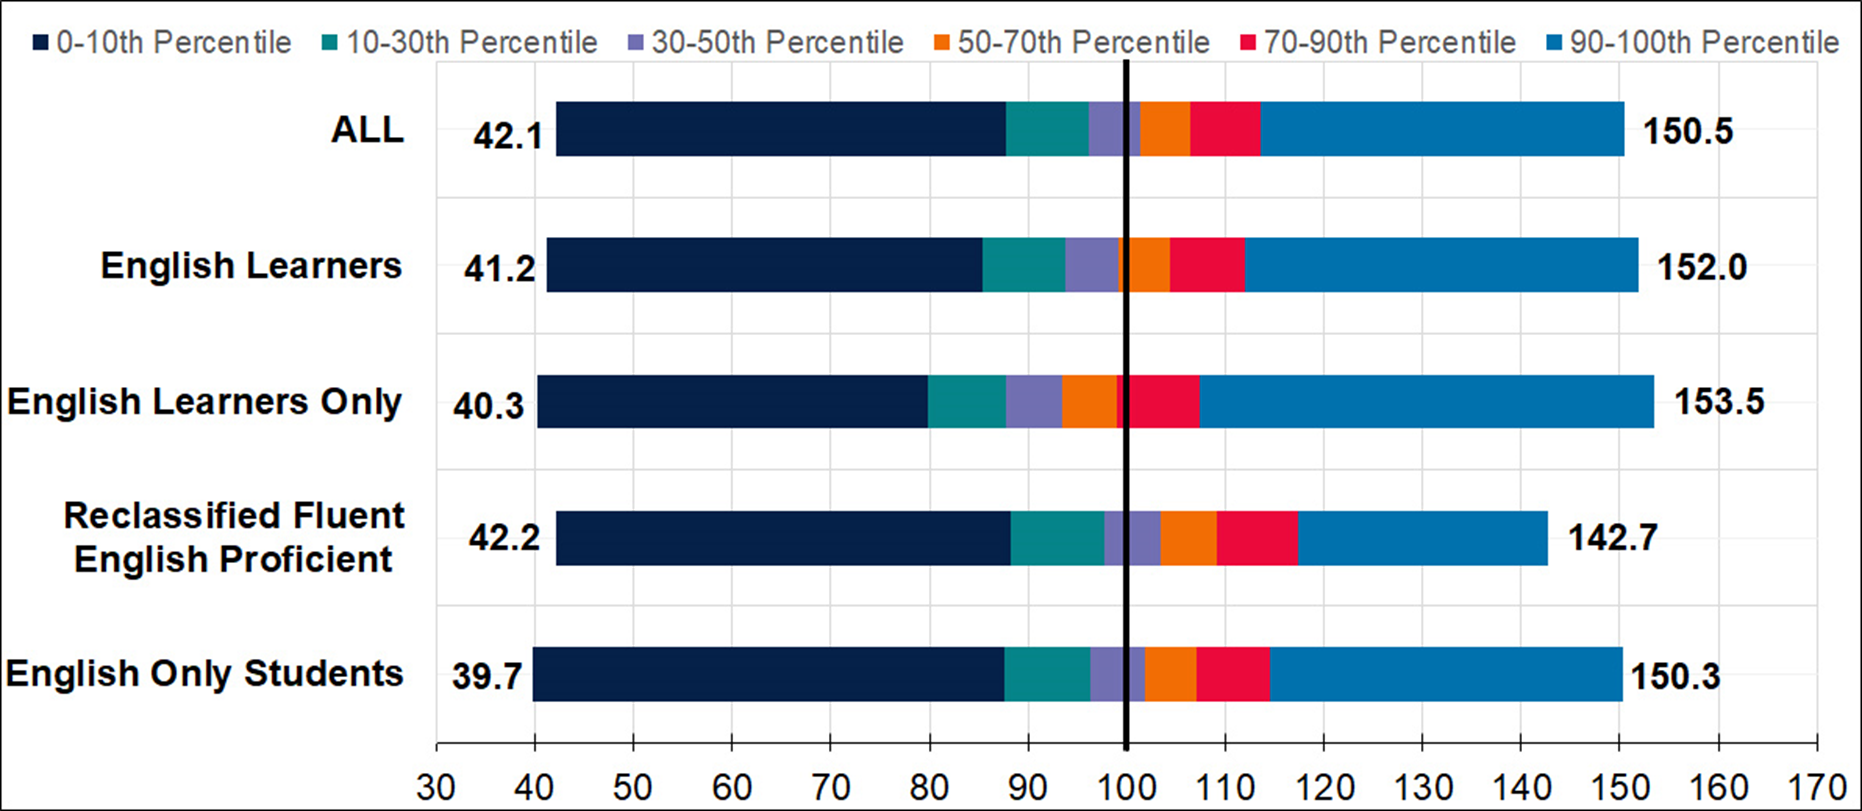 0-10th Percentile 10-30th Percentile 30-50th Percentile 50-70th Percentile 70-90th Percentile 90-100th Percentile
ALL 42.1 150.5
English Learners 41.2 152.0
English Learners Only 40.3 153.5
Reclassified Fluent
English Proficient 42.2 142.7
English Only Students 39.7 150.3
30 40 50 60 70 80 90 100 110 120 130 140 150 160 170